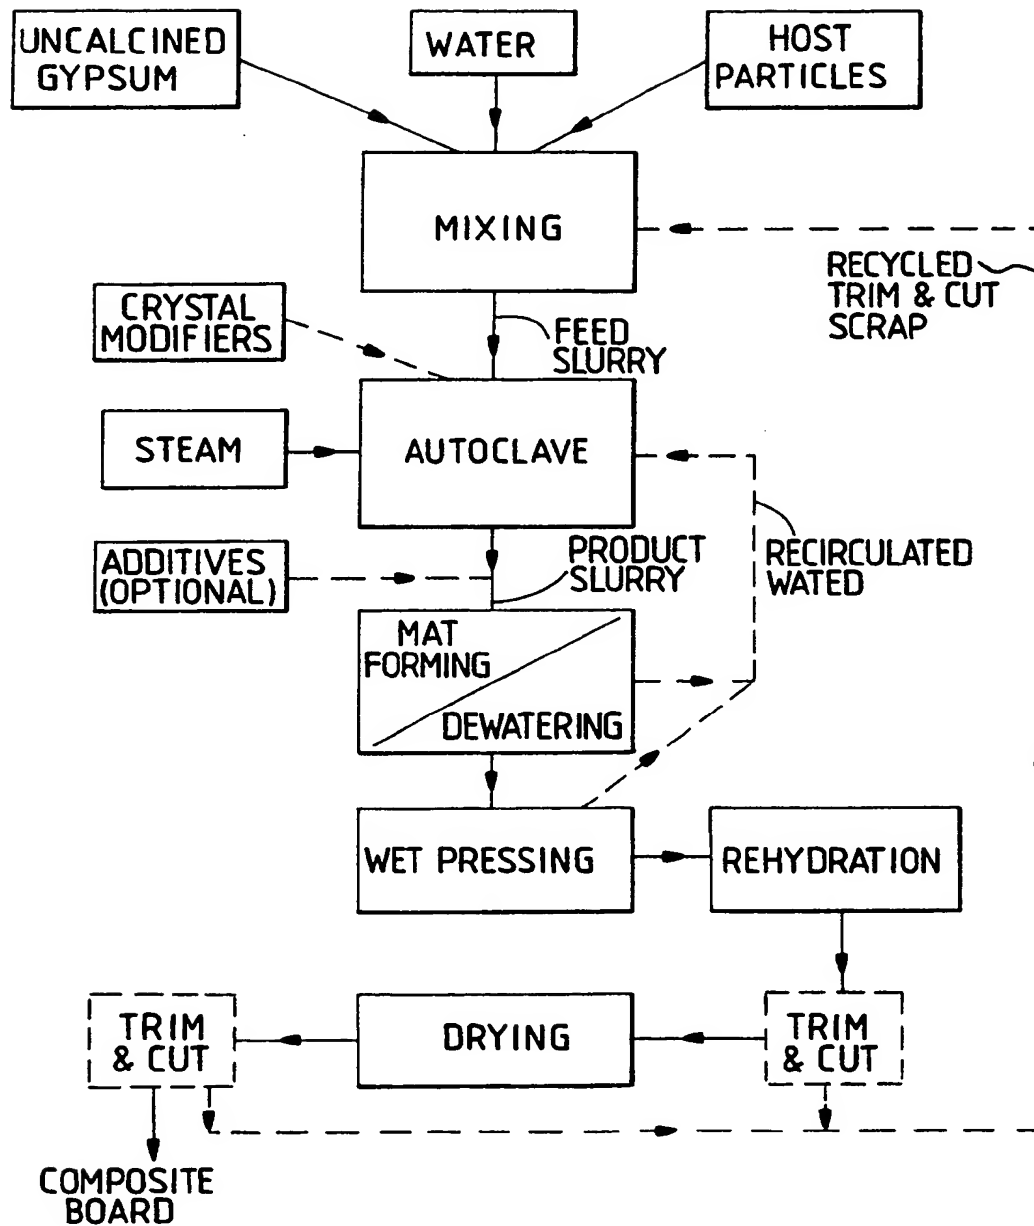 UNCALCINED
GYPSUM
WATER
HOST
PARTICLES
MIXING
RECYCLED
TRIM & CUT
SCRAP
CRYSTAL
MODIFIERS
FEED
SLURRY
STEAM
AUTOCLAVE
ADDITIVES
(OPTIONAL)
PRODUCT
SLURRY
RECIRCULATED
WATED
MAT
FORMING
DEWATERING
WET PRESSING
REHYDRATION
TRIM
& CUT
DRYING
TRIM
& CUT
COMPOSITE
BOARD